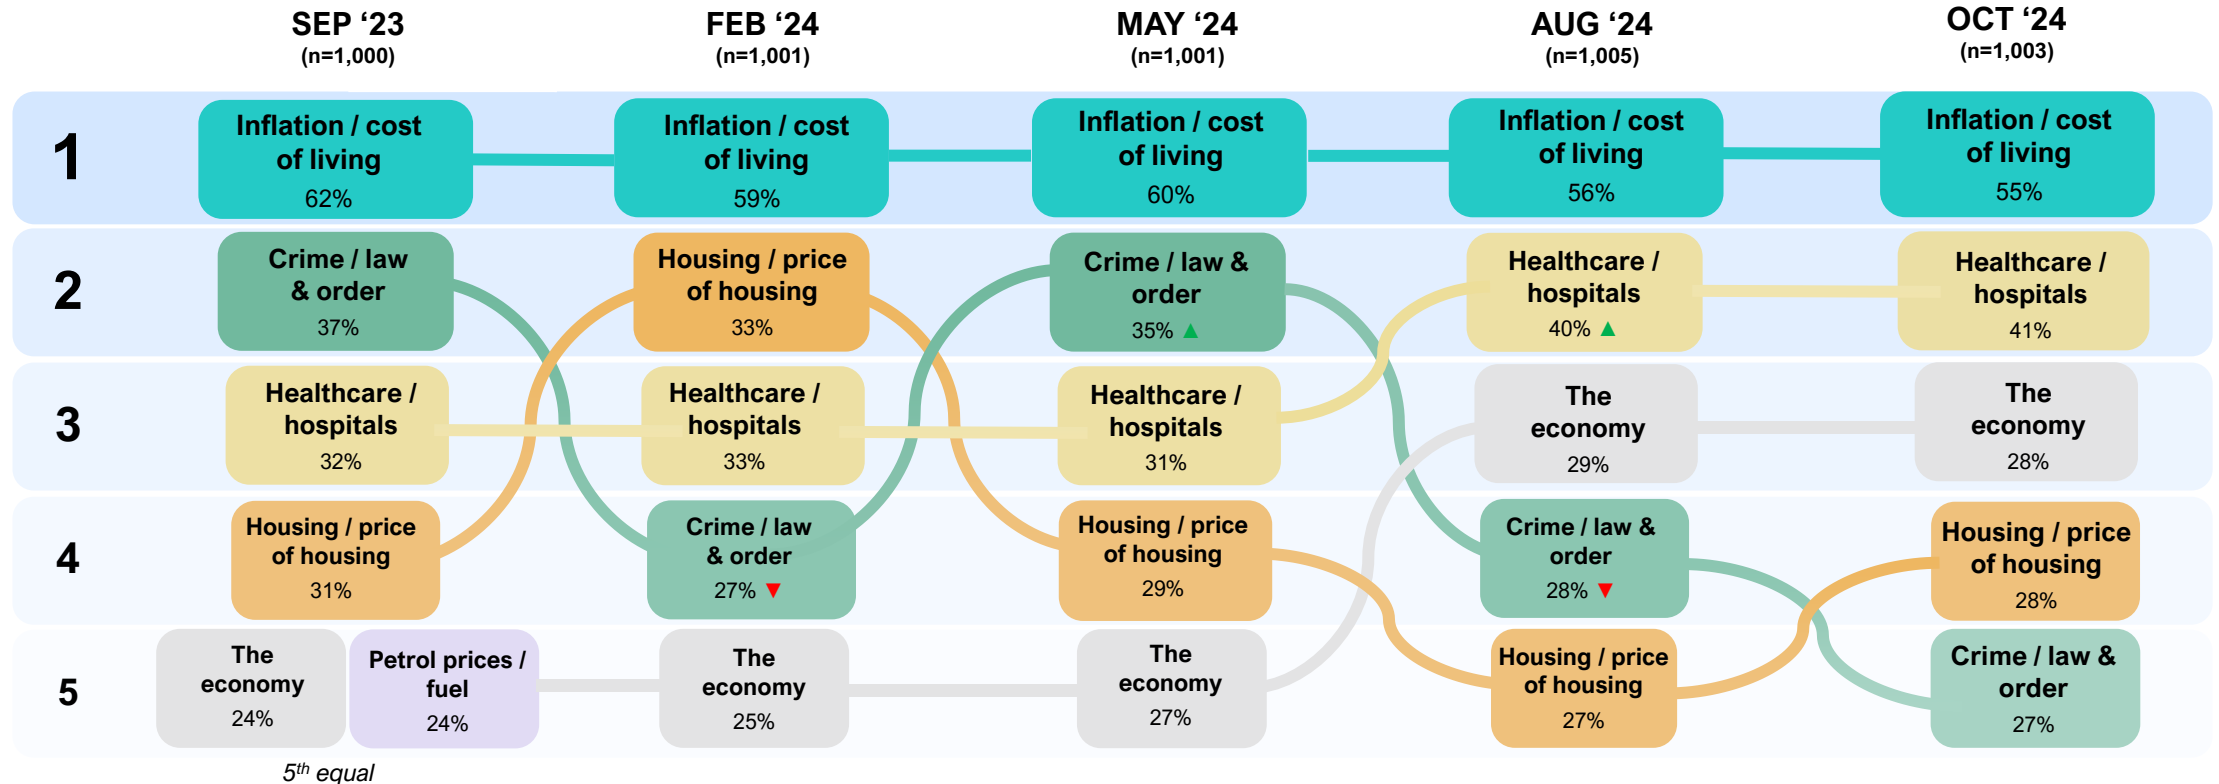 SEP ‘23
(n=1,000)
FEB ‘24
(n=1,001)
MAY ‘24
(n=1,001)
AUG ‘24
(n=1,005)
OCT ‘24
(n=1,003)
1
Inflation / cost
of living
62%
Inflation / cost
of living
59%
Inflation / cost
of living
60%
Inflation / cost
of living
56%
Inflation / cost
of living
55%
2
Crime / law
& order
37%
Housing / price
of housing
33%
Crime / law &
order
35% ▲
Healthcare /
hospitals
40% ▲
Healthcare /
hospitals
41%
3
Healthcare /
hospitals
32%
Healthcare /
hospitals
33%
Healthcare /
hospitals
31%
The
economy
29%
The
economy
28%
4
Housing / price
of housing
31%
Crime / law
& order
27% ▼
Housing / price
of housing
29%
Crime / law &
order
28% ▼
Housing / price
of housing
28%
5
The
economy
24%
Petrol prices /
fuel
24%
The
economy
25%
The
economy
27%
Housing / price
of housing
27%
Crime / law &
order
27%
5th equal